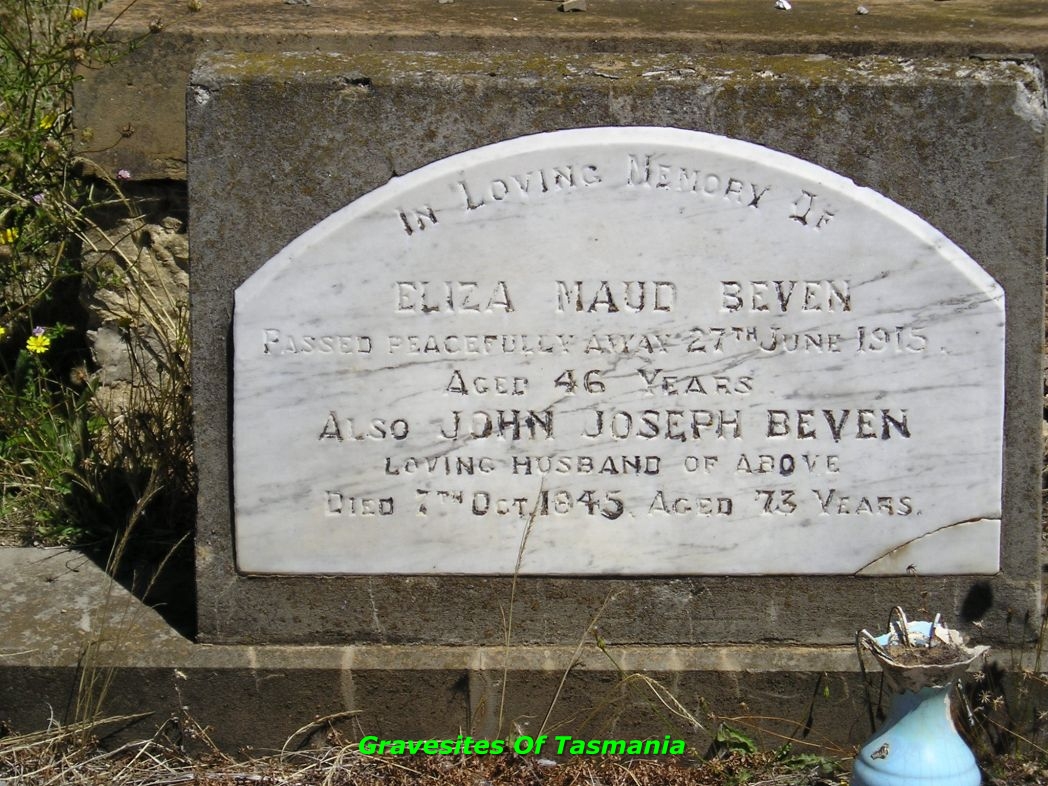 In Loving Memory Of
ELIZA MAUD BEVEN
Passed peacefully away 27th June 1915.
Aged 46 Years
Also JOHN JOSEPH BEVEN
Loving husband of above
Died 7th Oct. 1845, Aged 73 Years.
Gravesites Of Tasmania